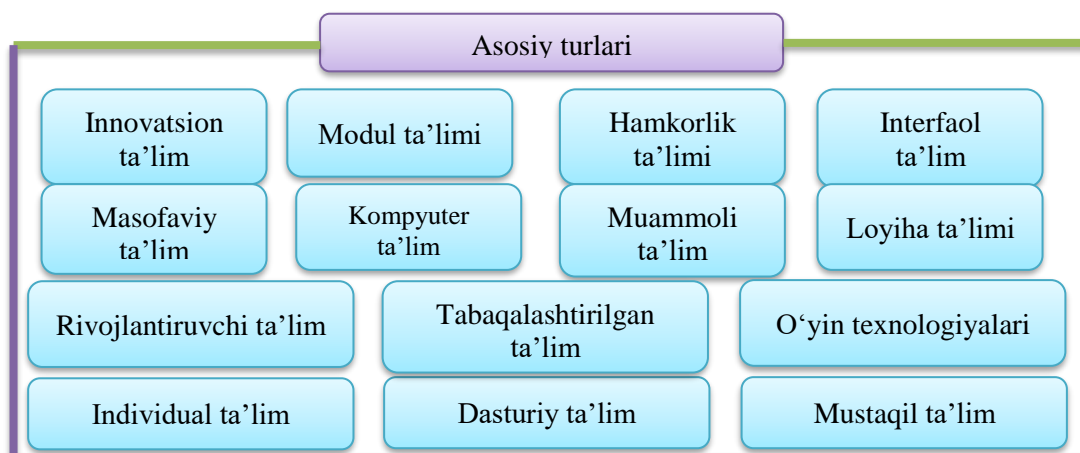 Asosiy turlari
Innovatsion
ta’lim
Modul ta’limi
Hamkorlik
ta’limi
Interfaol
ta’lim
Masofaviy
ta’lim
Kompyuter
ta’lim
Muammoli
ta’lim
Loyiha ta’limi
Rivojlantiruvchi ta’lim
Tabaqalashtirilgan
ta’lim
O‘yin texnologiyalari
Individual ta’lim
Dasturiy ta’lim
Mustaqil ta’lim